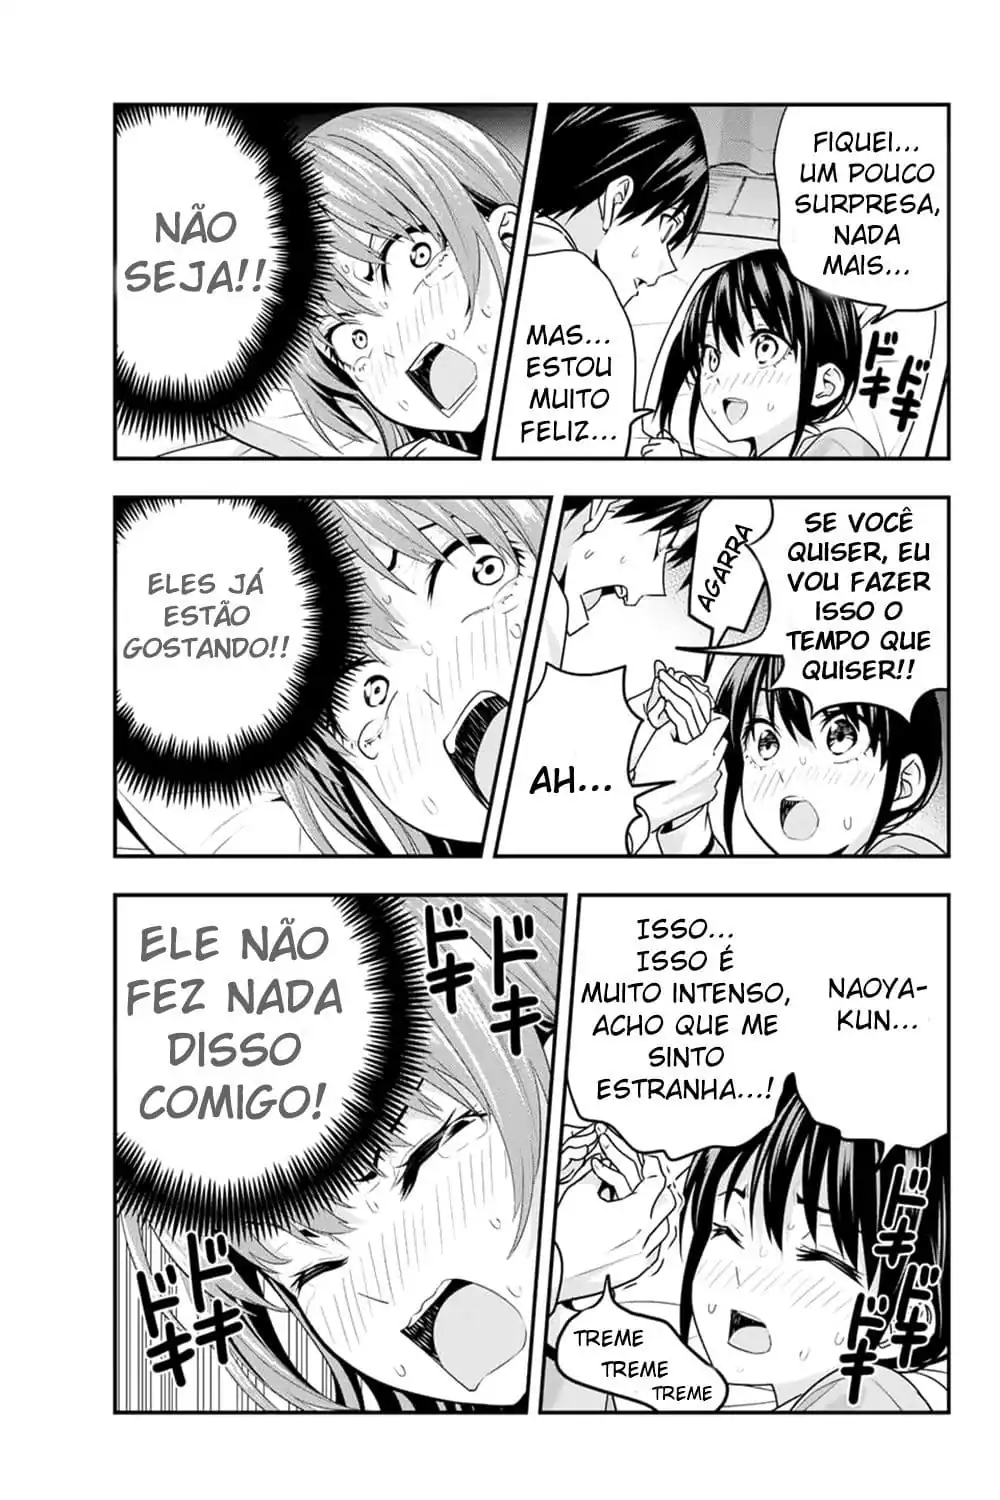 FIQUEI...
UM POUCO
SURPRESA,
NADA
MAIS...
ドキ
ドキ
MAS...
ESTOU
MUITO
FELIZ...
NÃO
SEJA!!
SE VOCÊ
QUISER, EU
VOU FAZER
ISSO O
TEMPO QUE
QUISER!!
AGARRA
AH...
ELES JÁ
ESTÃO
GOSTANDO!!
NAOYA-
KUN...
ISSO...
ISSO É
MUITO INTENSO,
ACHO QUE ME
SINTO
ESTRANHA...!
ドキ
ドキ
TREME
TREME
TREME
ドキ
ドキ
ELE NÃO
FEZ NADA
DISSO
COMIGO!
ドキ
ドキ